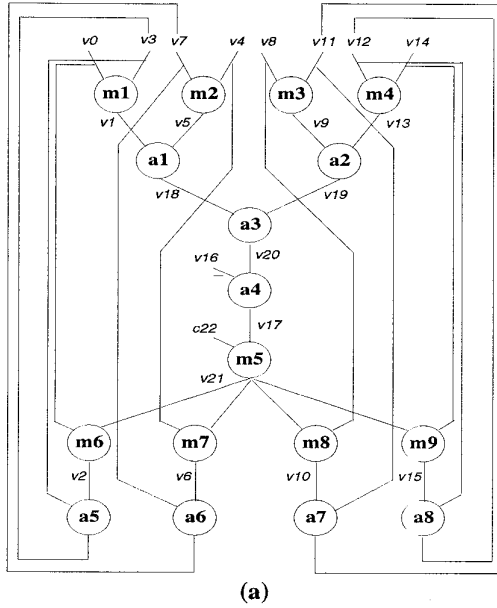 v0 v3 v7 v4 v8 v11 v12 v14
m1 m2 m3 m4
v1 v5 v9 v13
a1 a2
v18 v19
a3
v16 v20
a4
c22 v17
m5
v21
m6 m7 m8 m9
v2 v6 v10 v15
a5 a6 a7 a8
(a)